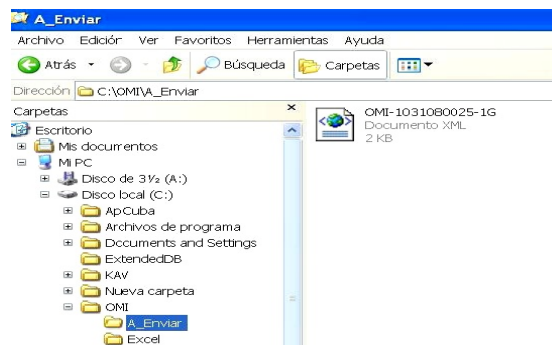 A_Enviar
Archivo Edición Ver Favoritos Herramientas Ayuda
Atrás Búsqueda Carpetas
Dirección C:\OMI\A_Enviar
Carpetas
Escritorio
Mis documentos
Mi PC
Disco de 3½ (A:)
Disco local (C:)
ApCuba
Archivos de programa
Documents and Settings
ExtendedDB
KAV
Nueva carpeta
OMI
A_Enviar
Excel
OMI-1031080025-1G
Documento XML
2 KB